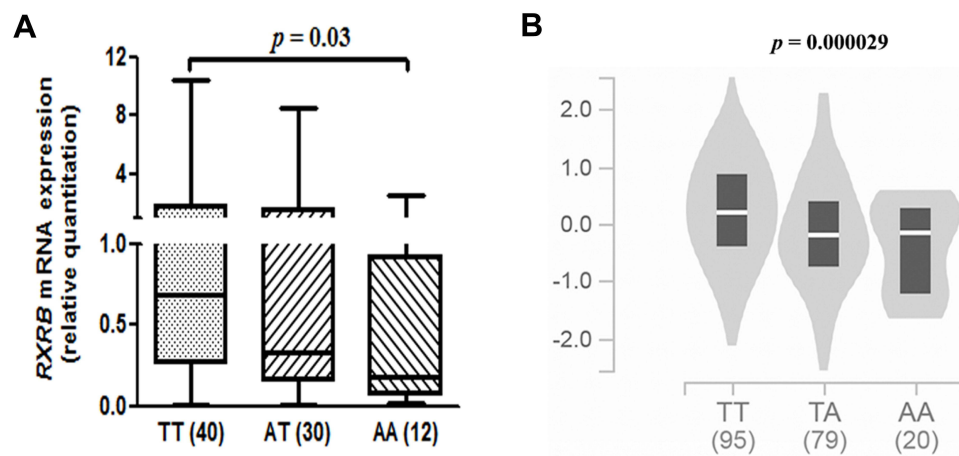 A
p = 0.03
RXRB mRNA expression
(relative quantitation)
12
8
4
1.0
0.5
0.0
TT (40) AT (30) AA (12)
B
p = 0.000029
2.0
1.0
0.0
-1.0
-2.0
TT TA AA
(95) (79) (20)